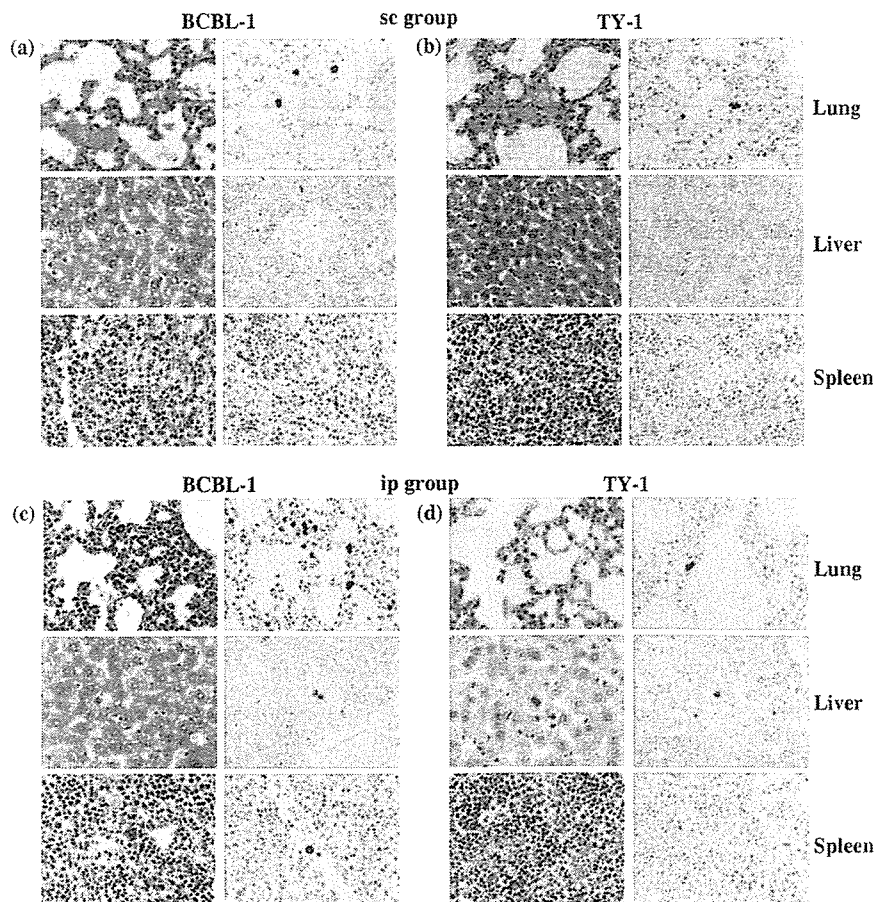 BCBL-1 sc group TY-1
(a) (b)
Lung
Liver
Spleen
BCBL-1 ip group TY-1
(c) (d)
Lung
Liver
Spleen